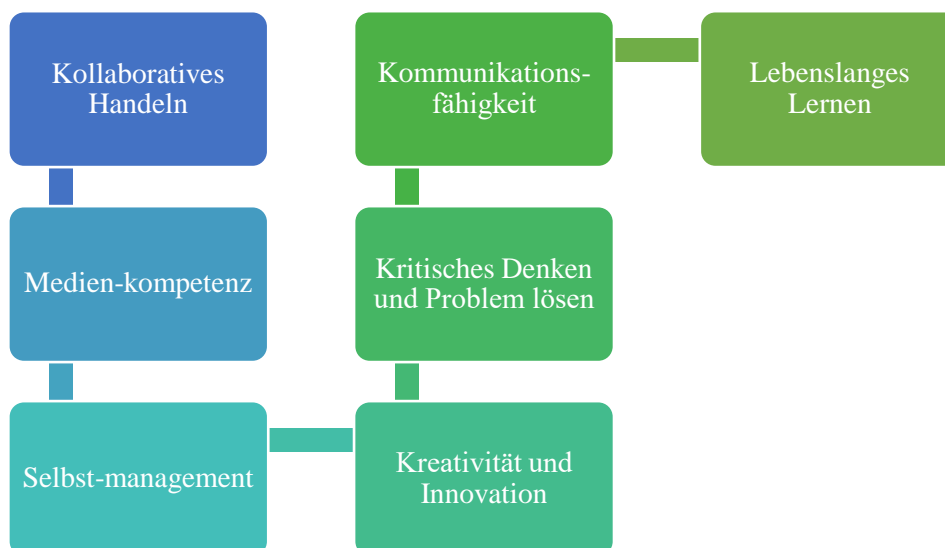 Kollaboratives
Handeln
Medien-kompetenz
Selbst-management
Kreativität und
Innovation
Kritisches Denken
und Problem lösen
Kommunikations-
fähigkeit
Lebenslanges
Lernen